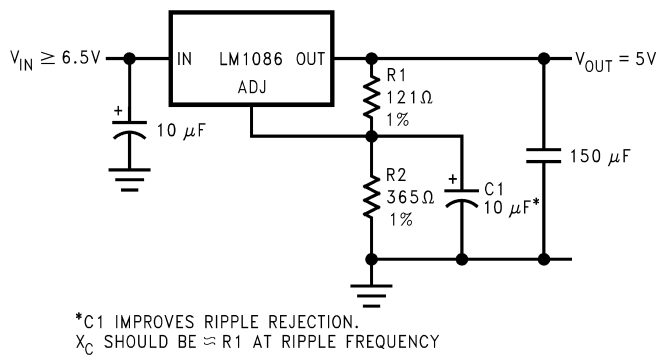 V_IN ≥ 6.5V
IN LM1086 OUT
ADJ
V_OUT = 5V
R1
121Ω
1%
+
10 μF
R2
365Ω
1%
+
C1
10 μF*
150 μF
*C1 IMPROVES RIPPLE REJECTION.
X_C SHOULD BE ≈ R1 AT RIPPLE FREQUENCY